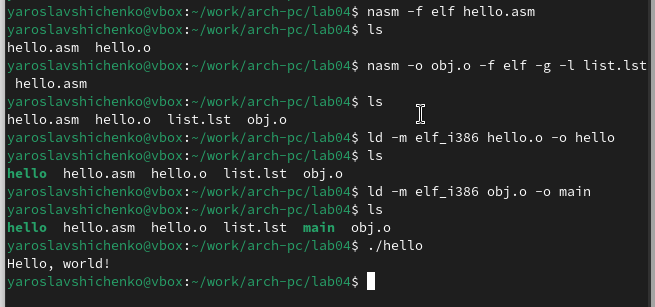 yaroslavshichenko@vbox:~/work/arch-pc/lab04$ nasm -f elf hello.asm
yaroslavshichenko@vbox:~/work/arch-pc/lab04$ ls
hello.asm  hello.o
yaroslavshichenko@vbox:~/work/arch-pc/lab04$ nasm -o obj.o -f elf -g -l list.lst
 hello.asm
yaroslavshichenko@vbox:~/work/arch-pc/lab04$ ls
hello.asm  hello.o  list.lst  obj.o
yaroslavshichenko@vbox:~/work/arch-pc/lab04$ ld -m elf_i386 hello.o -o hello
yaroslavshichenko@vbox:~/work/arch-pc/lab04$ ls
hello  hello.asm  hello.o  list.lst  obj.o
yaroslavshichenko@vbox:~/work/arch-pc/lab04$ ld -m elf_i386 obj.o -o main
yaroslavshichenko@vbox:~/work/arch-pc/lab04$ ls
hello  hello.asm  hello.o  list.lst  main  obj.o
yaroslavshichenko@vbox:~/work/arch-pc/lab04$ ./hello
Hello, world!
yaroslavshichenko@vbox:~/work/arch-pc/lab04$